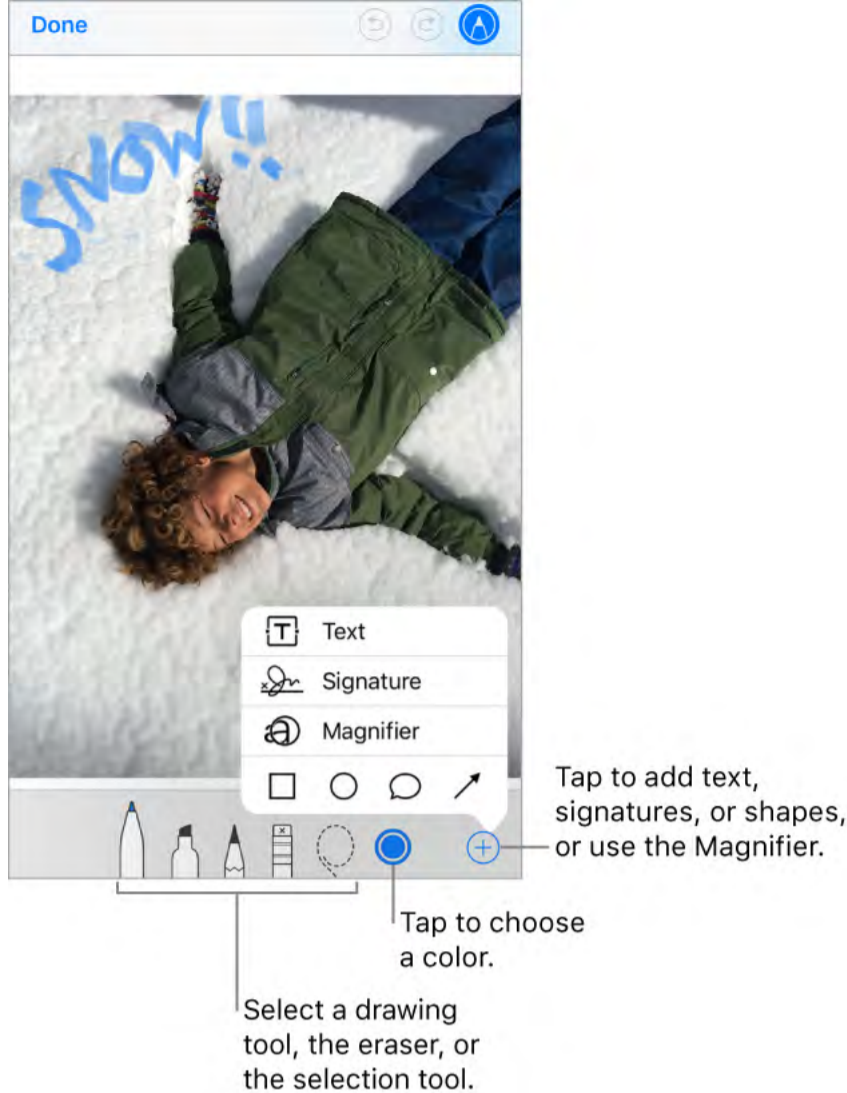 Done
SNOW!!
Text
Signature
Magnifier
Tap to add text,
signatures, or shapes,
or use the Magnifier.
Tap to choose
a color.
Select a drawing
tool, the eraser, or
the selection tool.